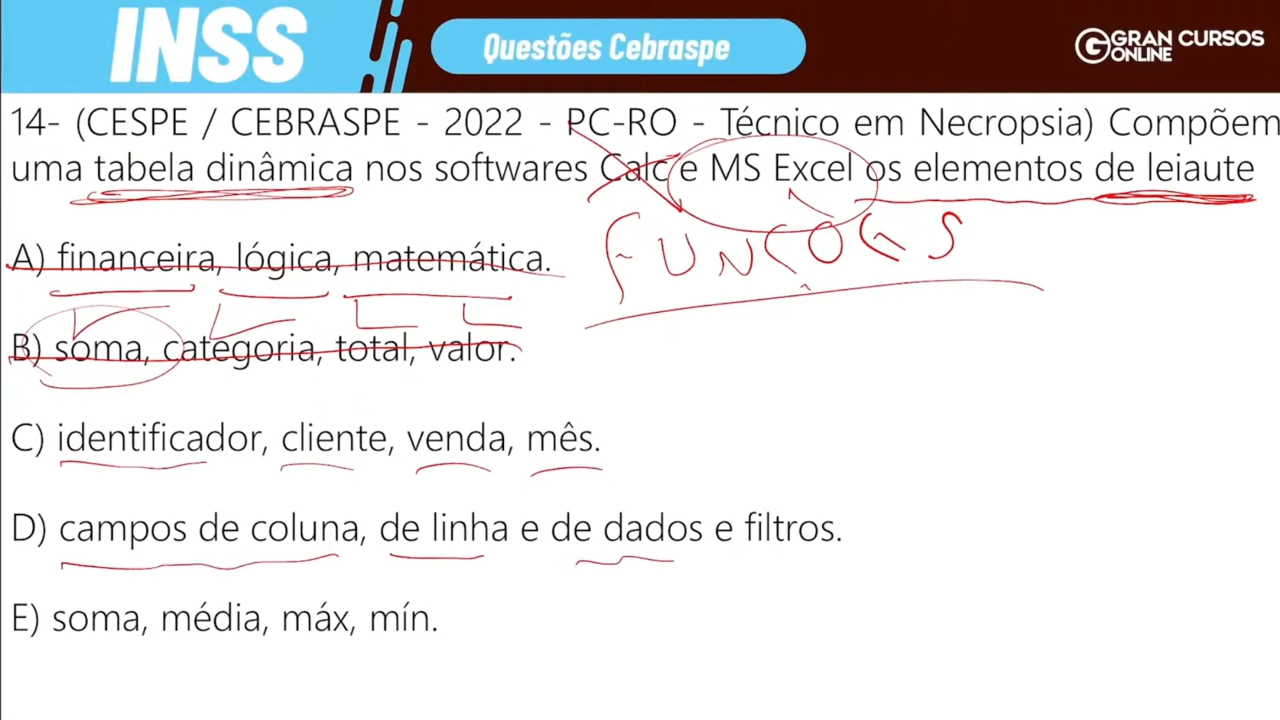 INSS
Questões Cebraspe
GRAN CURSOS
ONLINE
14- (CESPE / CEBRASPE - 2022 - PC-RO - Técnico em Necropsia) Compõem
uma tabela dinâmica nos softwares Calc e MS Excel os elementos de leiaute
FUNÇÕES
A) financeira, lógica, matemática.
B) soma, categoria, total, valor.
C) identificador, cliente, venda, mês.
D) campos de coluna, de linha e de dados e filtros.
E) soma, média, máx, mín.